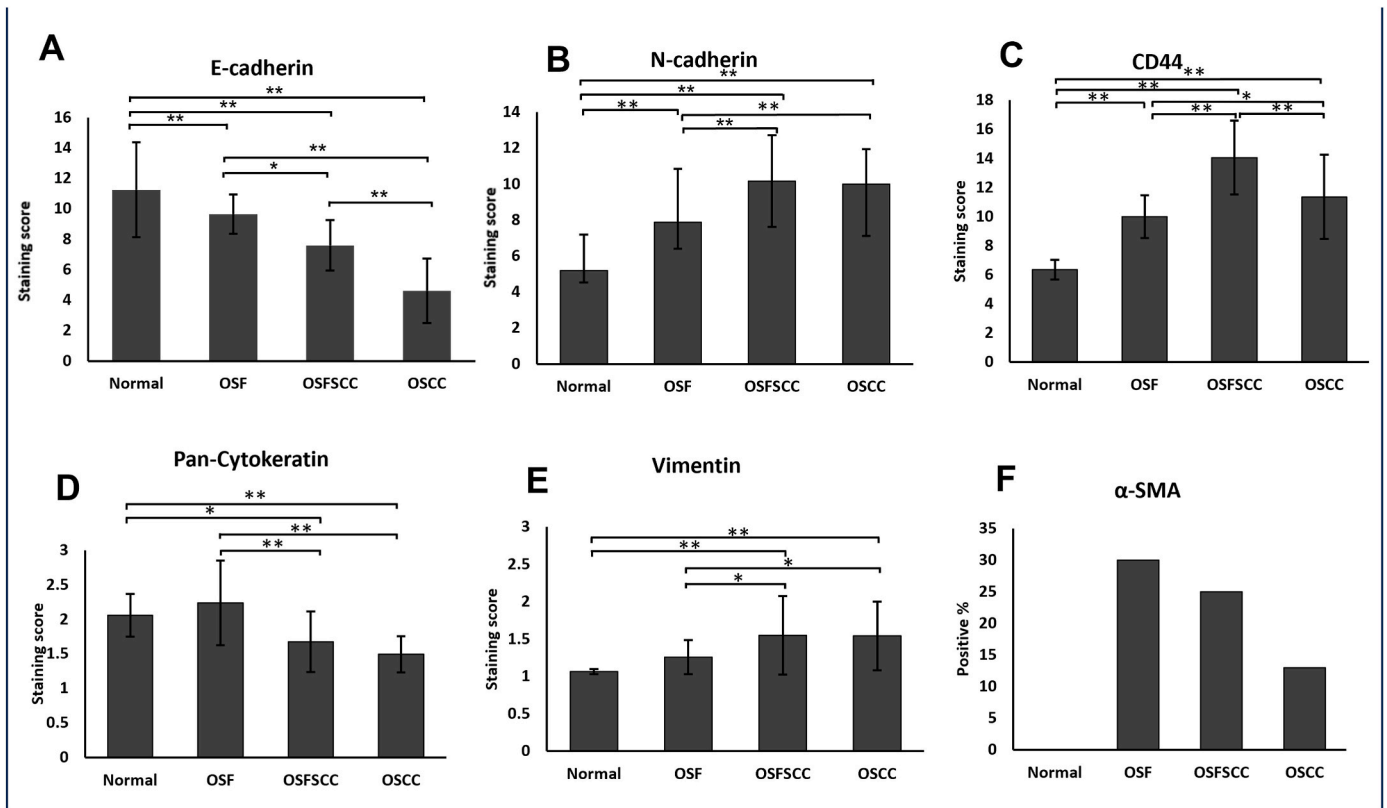 A
E-cadherin
**
**
**
**
*
**
Staining score
16
14
12
10
8
6
4
2
0
Normal OSF OSFSCC OSCC
B
N-cadherin
**
**
** **
**
Staining score
14
12
10
8
6
4
2
0
Normal OSF OSFSCC OSCC
C
CD44
**
**
** *
** **
Staining score
18
16
14
12
10
8
6
4
2
0
Normal OSF OSFSCC OSCC
D
Pan-Cytokeratin
**
*
**
**
Staining score
3
2.5
2
1.5
1
0.5
0
Normal OSF OSFSCC OSCC
E
Vimentin
**
**
*
*
Staining score
3
2.5
2
1.5
1
0.5
0
Normal OSF OSFSCC OSCC
F
α-SMA
Positive %
35
30
25
20
15
10
5
0
Normal OSF OSFSCC OSCC